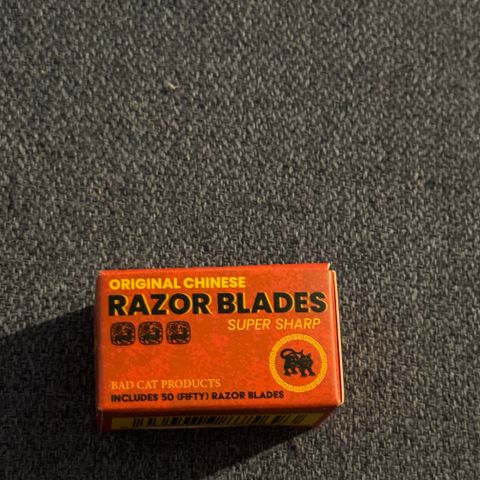 ORIGINAL CHINESE
RAZOR BLADES
SUPER SHARP
BAD CAT PRODUCTS
INCLUDES 50 (FIFTY) RAZOR BLADES